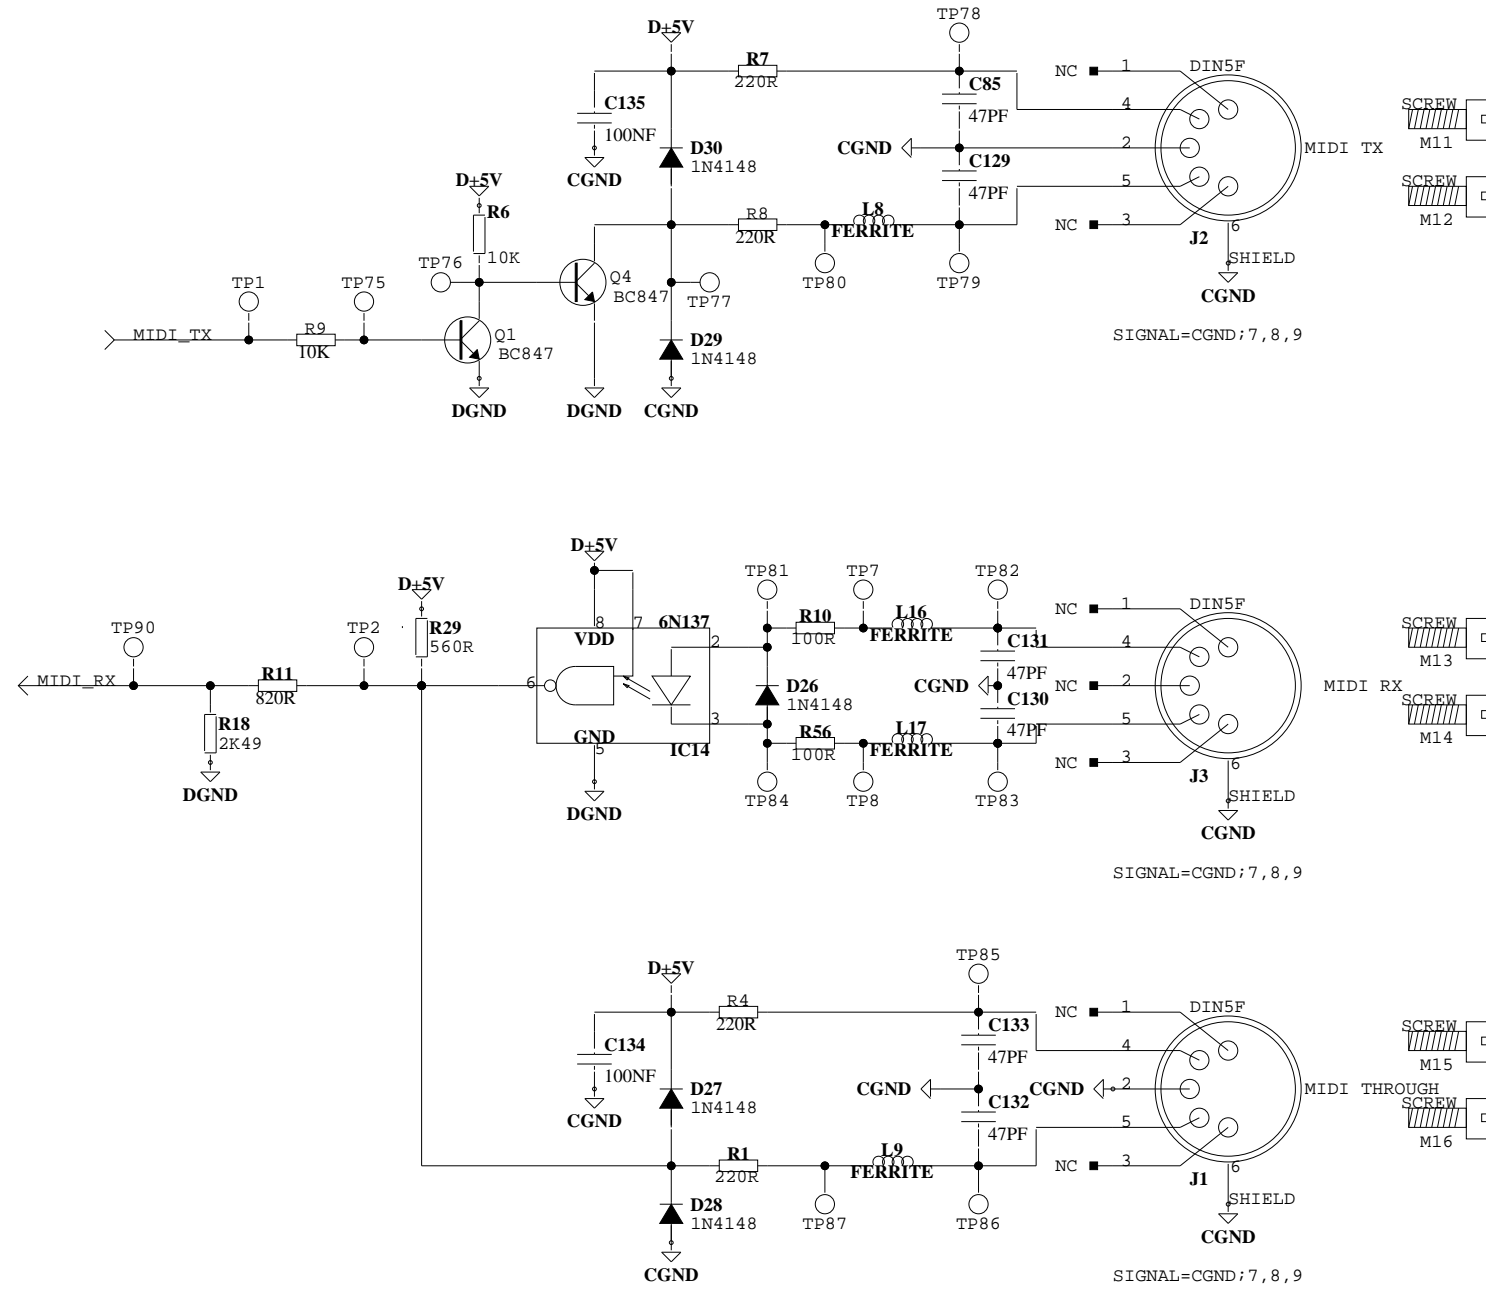 TP78
D+5V
R7
220R
NC
1
DIN5F
C135
100NF
C85
47PF
4
SCREW
M11
D30
1N4148
CGND
2
MIDI TX
CGND
C129
47PF
D+5V
R6
10K
R8
220R
L8
FERRITE
5
SCREW
M12
NC
3
J2
6
SHIELD
CGND
TP76
Q4
BC847
TP77
TP80
TP79
TP1
TP75
MIDI_TX
R9
10K
Q1
BC847
D29
1N4148
SIGNAL=CGND;7,8,9
DGND
DGND
CGND
D+5V
D+5V
TP81
TP7
TP82
NC
1
DIN5F
TP90
TP2
R29
560R
8
7
6N137
VDD
2
R10
100R
L16
FERRITE
C131
47PF
4
SCREW
M13
MIDI_RX
R11
820R
6
D26
1N4148
CGND
NC
2
MIDI RX
R18
2K49
3
C130
47PF
5
SCREW
M14
GND
5
IC14
R56
100R
L17
FERRITE
NC
3
J3
6
SHIELD
CGND
DGND
DGND
TP84
TP8
TP83
SIGNAL=CGND;7,8,9
TP85
D+5V
R4
220R
NC
1
DIN5F
C134
100NF
C133
47PF
4
SCREW
M15
D27
1N4148
CGND
CGND
2
MIDI THROUGH
CGND
C132
47PF
5
SCREW
M16
R1
220R
L9
FERRITE
NC
3
J1
6
SHIELD
CGND
D28
1N4148
TP87
TP86
CGND
SIGNAL=CGND;7,8,9